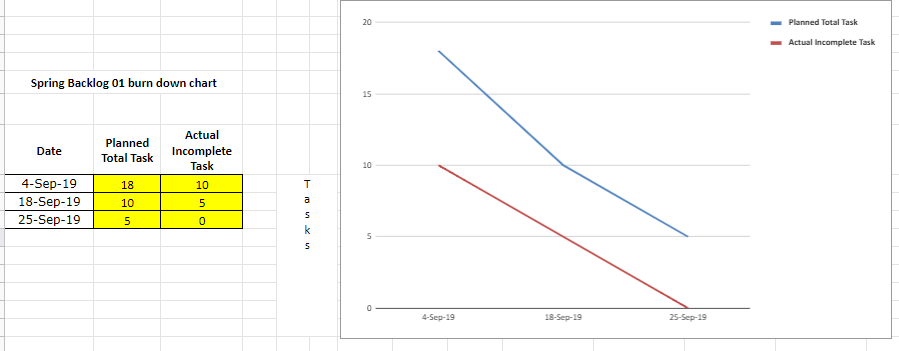 Spring Backlog 01 burn down chart
Date
Planned Total Task
Actual Incomplete Task
4-Sep-19 18 10
18-Sep-19 10 5
25-Sep-19 5 0
T
a
s
k
s
20
15
10
5
0
4-Sep-19 18-Sep-19 25-Sep-19
Planned Total Task
Actual Incomplete Task